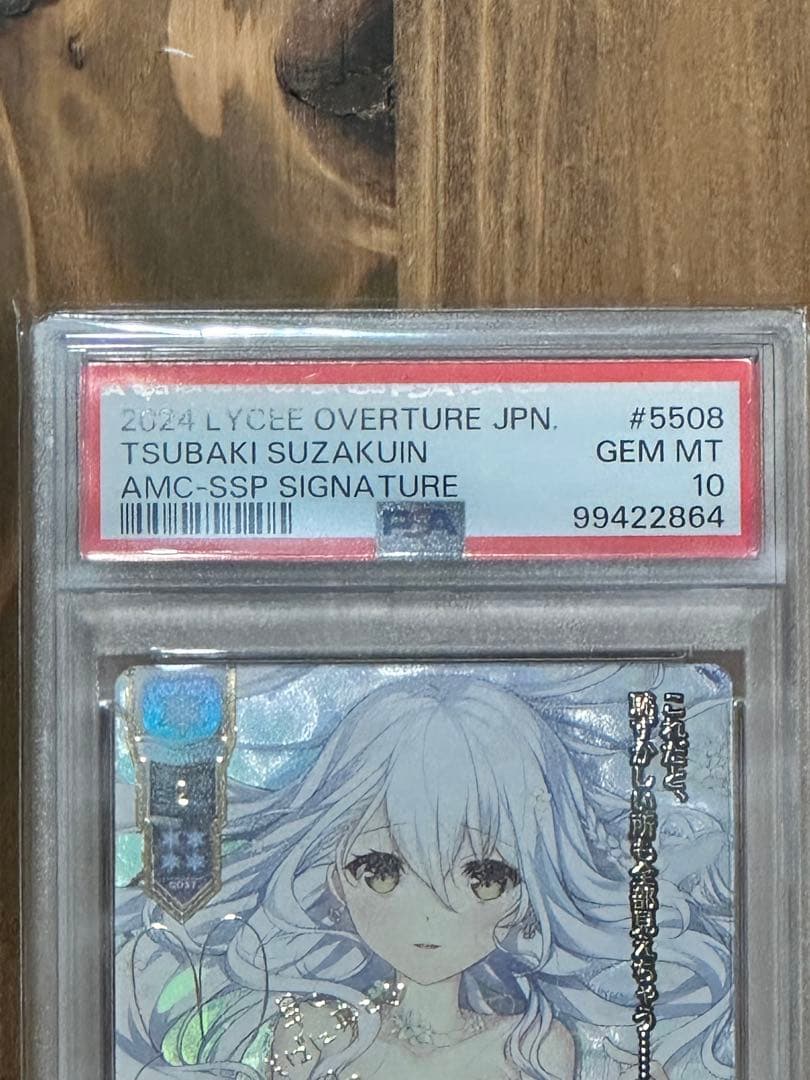 2024 LYCEE OVERTURE JPN. #5508
TSUBAKI SUZAKUIN GEM MT
AMC-SSP SIGNATURE 10
PSA 99422864
COST
これだと、
恥ずかしい所も全部見えちゃう……